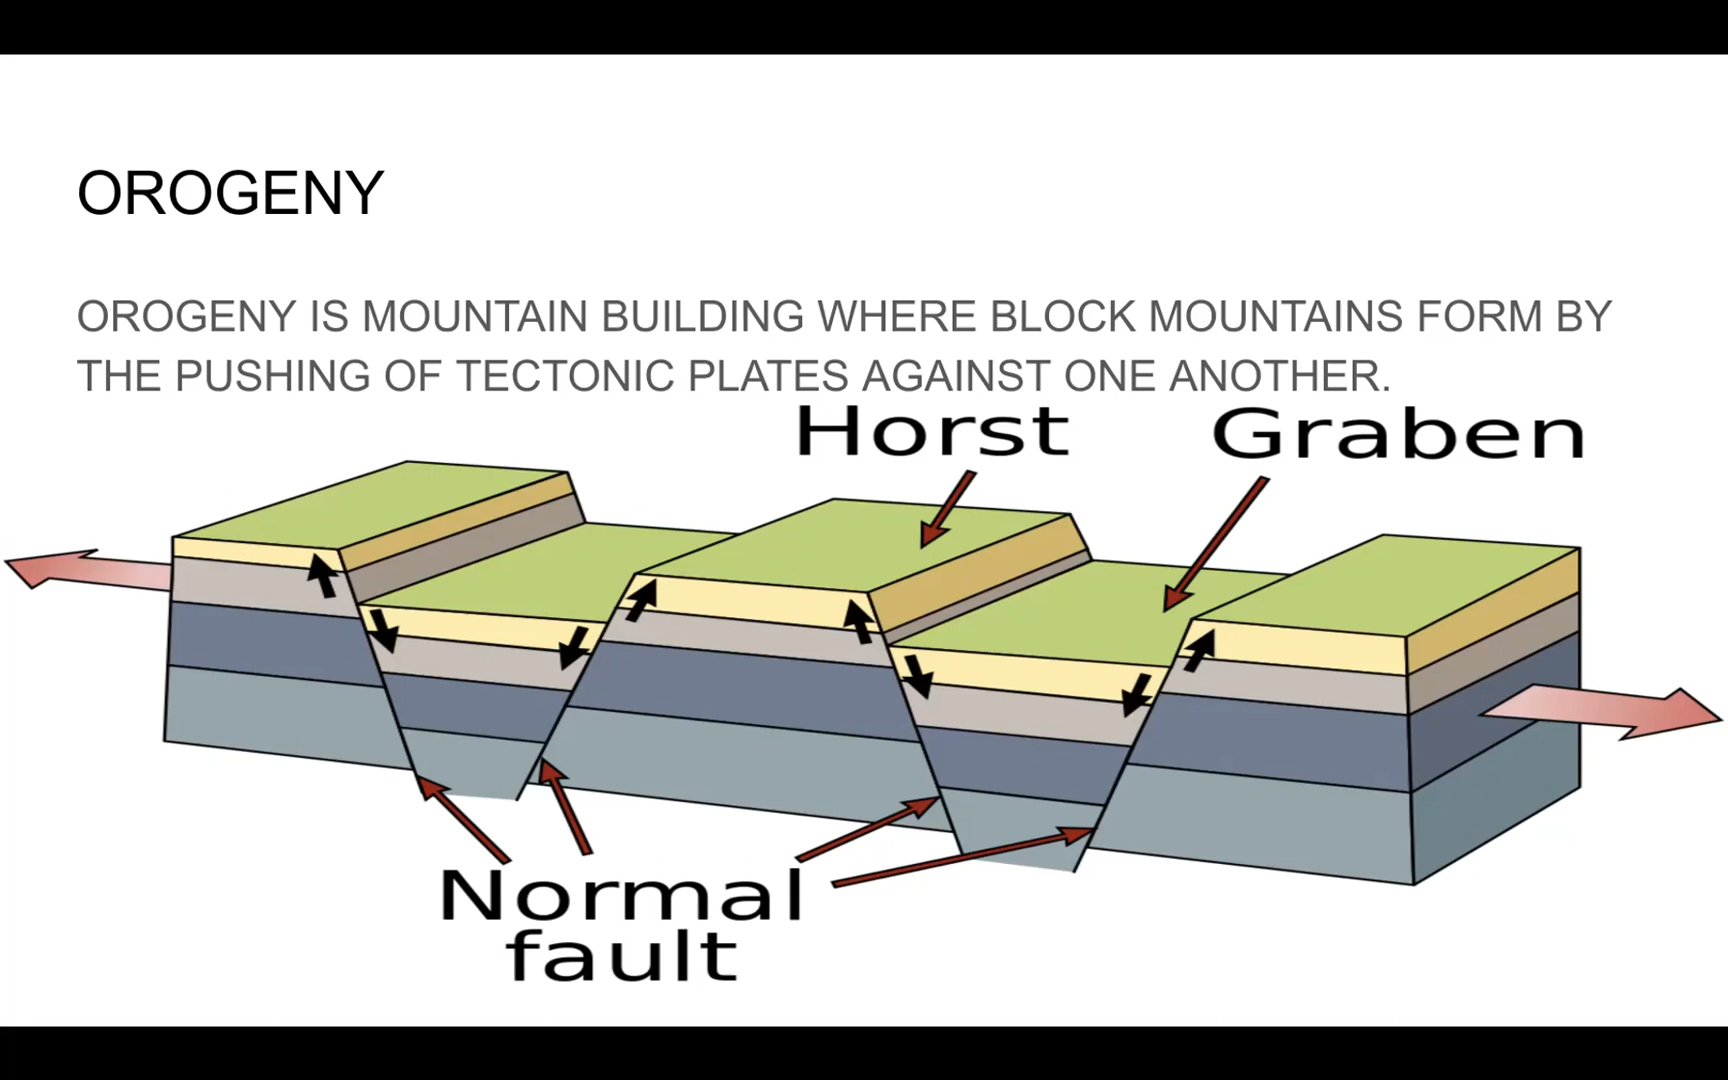 OROGENY
OROGENY IS MOUNTAIN BUILDING WHERE BLOCK MOUNTAINS FORM BY
THE PUSHING OF TECTONIC PLATES AGAINST ONE ANOTHER.
Horst
Graben
Normal
fault